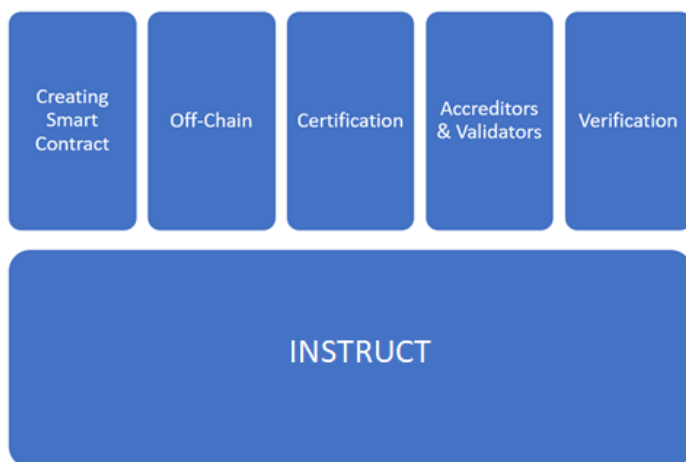 Creating
Smart
Contract
Off-Chain
Certification
Accreditors
& Validators
Verification
INSTRUCT